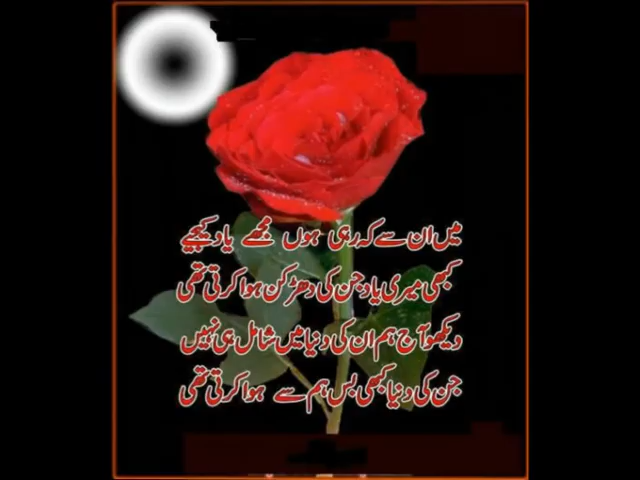 میں ان سے کہ رہی ہوں مجھے یاد کیجیے
کبھی میری یاد جن کی دھڑکن ہوا کرتی تھی
دیکھو آج ہم ان کی دنیا میں شامل ہی نہیں
جن کی دنیا کبھی بس ہم سے ہوا کرتی تھی